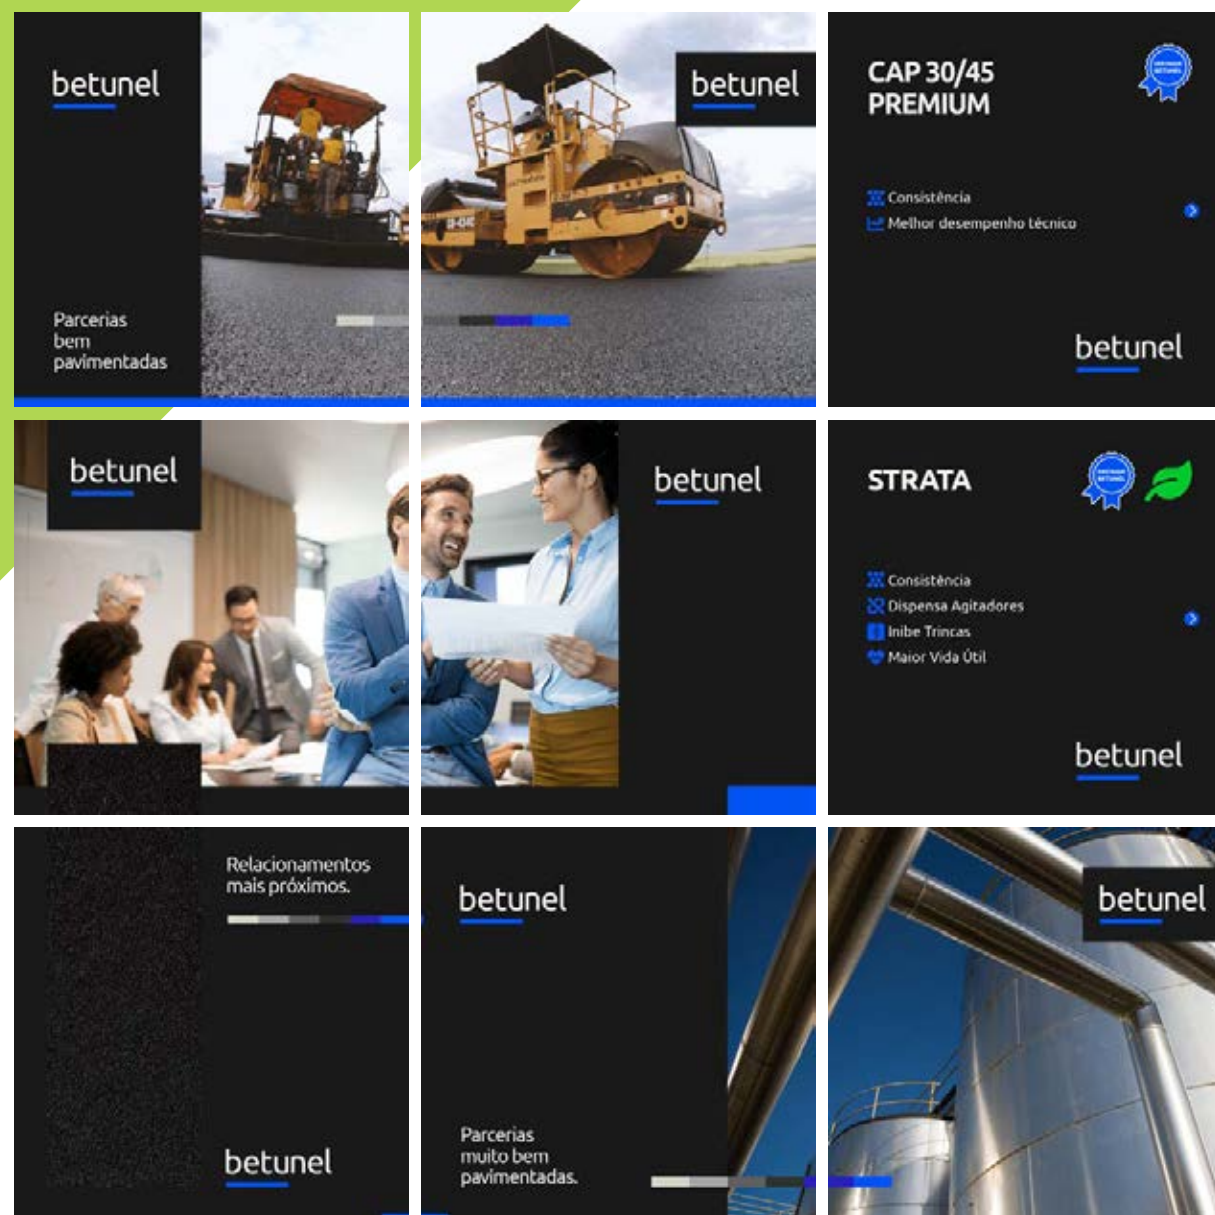 betunel
Parcerias
bem
pavimentadas
betunel
CAP 30/45
PREMIUM
Consistência
Melhor desempenho técnico
betunel
betunel
betunel
STRATA
Consistência
Dispensa Agitadores
Inibe Trincas
Maior Vida Útil
betunel
Relacionamentos
mais próximos.
betunel
betunel
Parcerias
muito bem
pavimentadas.
betunel